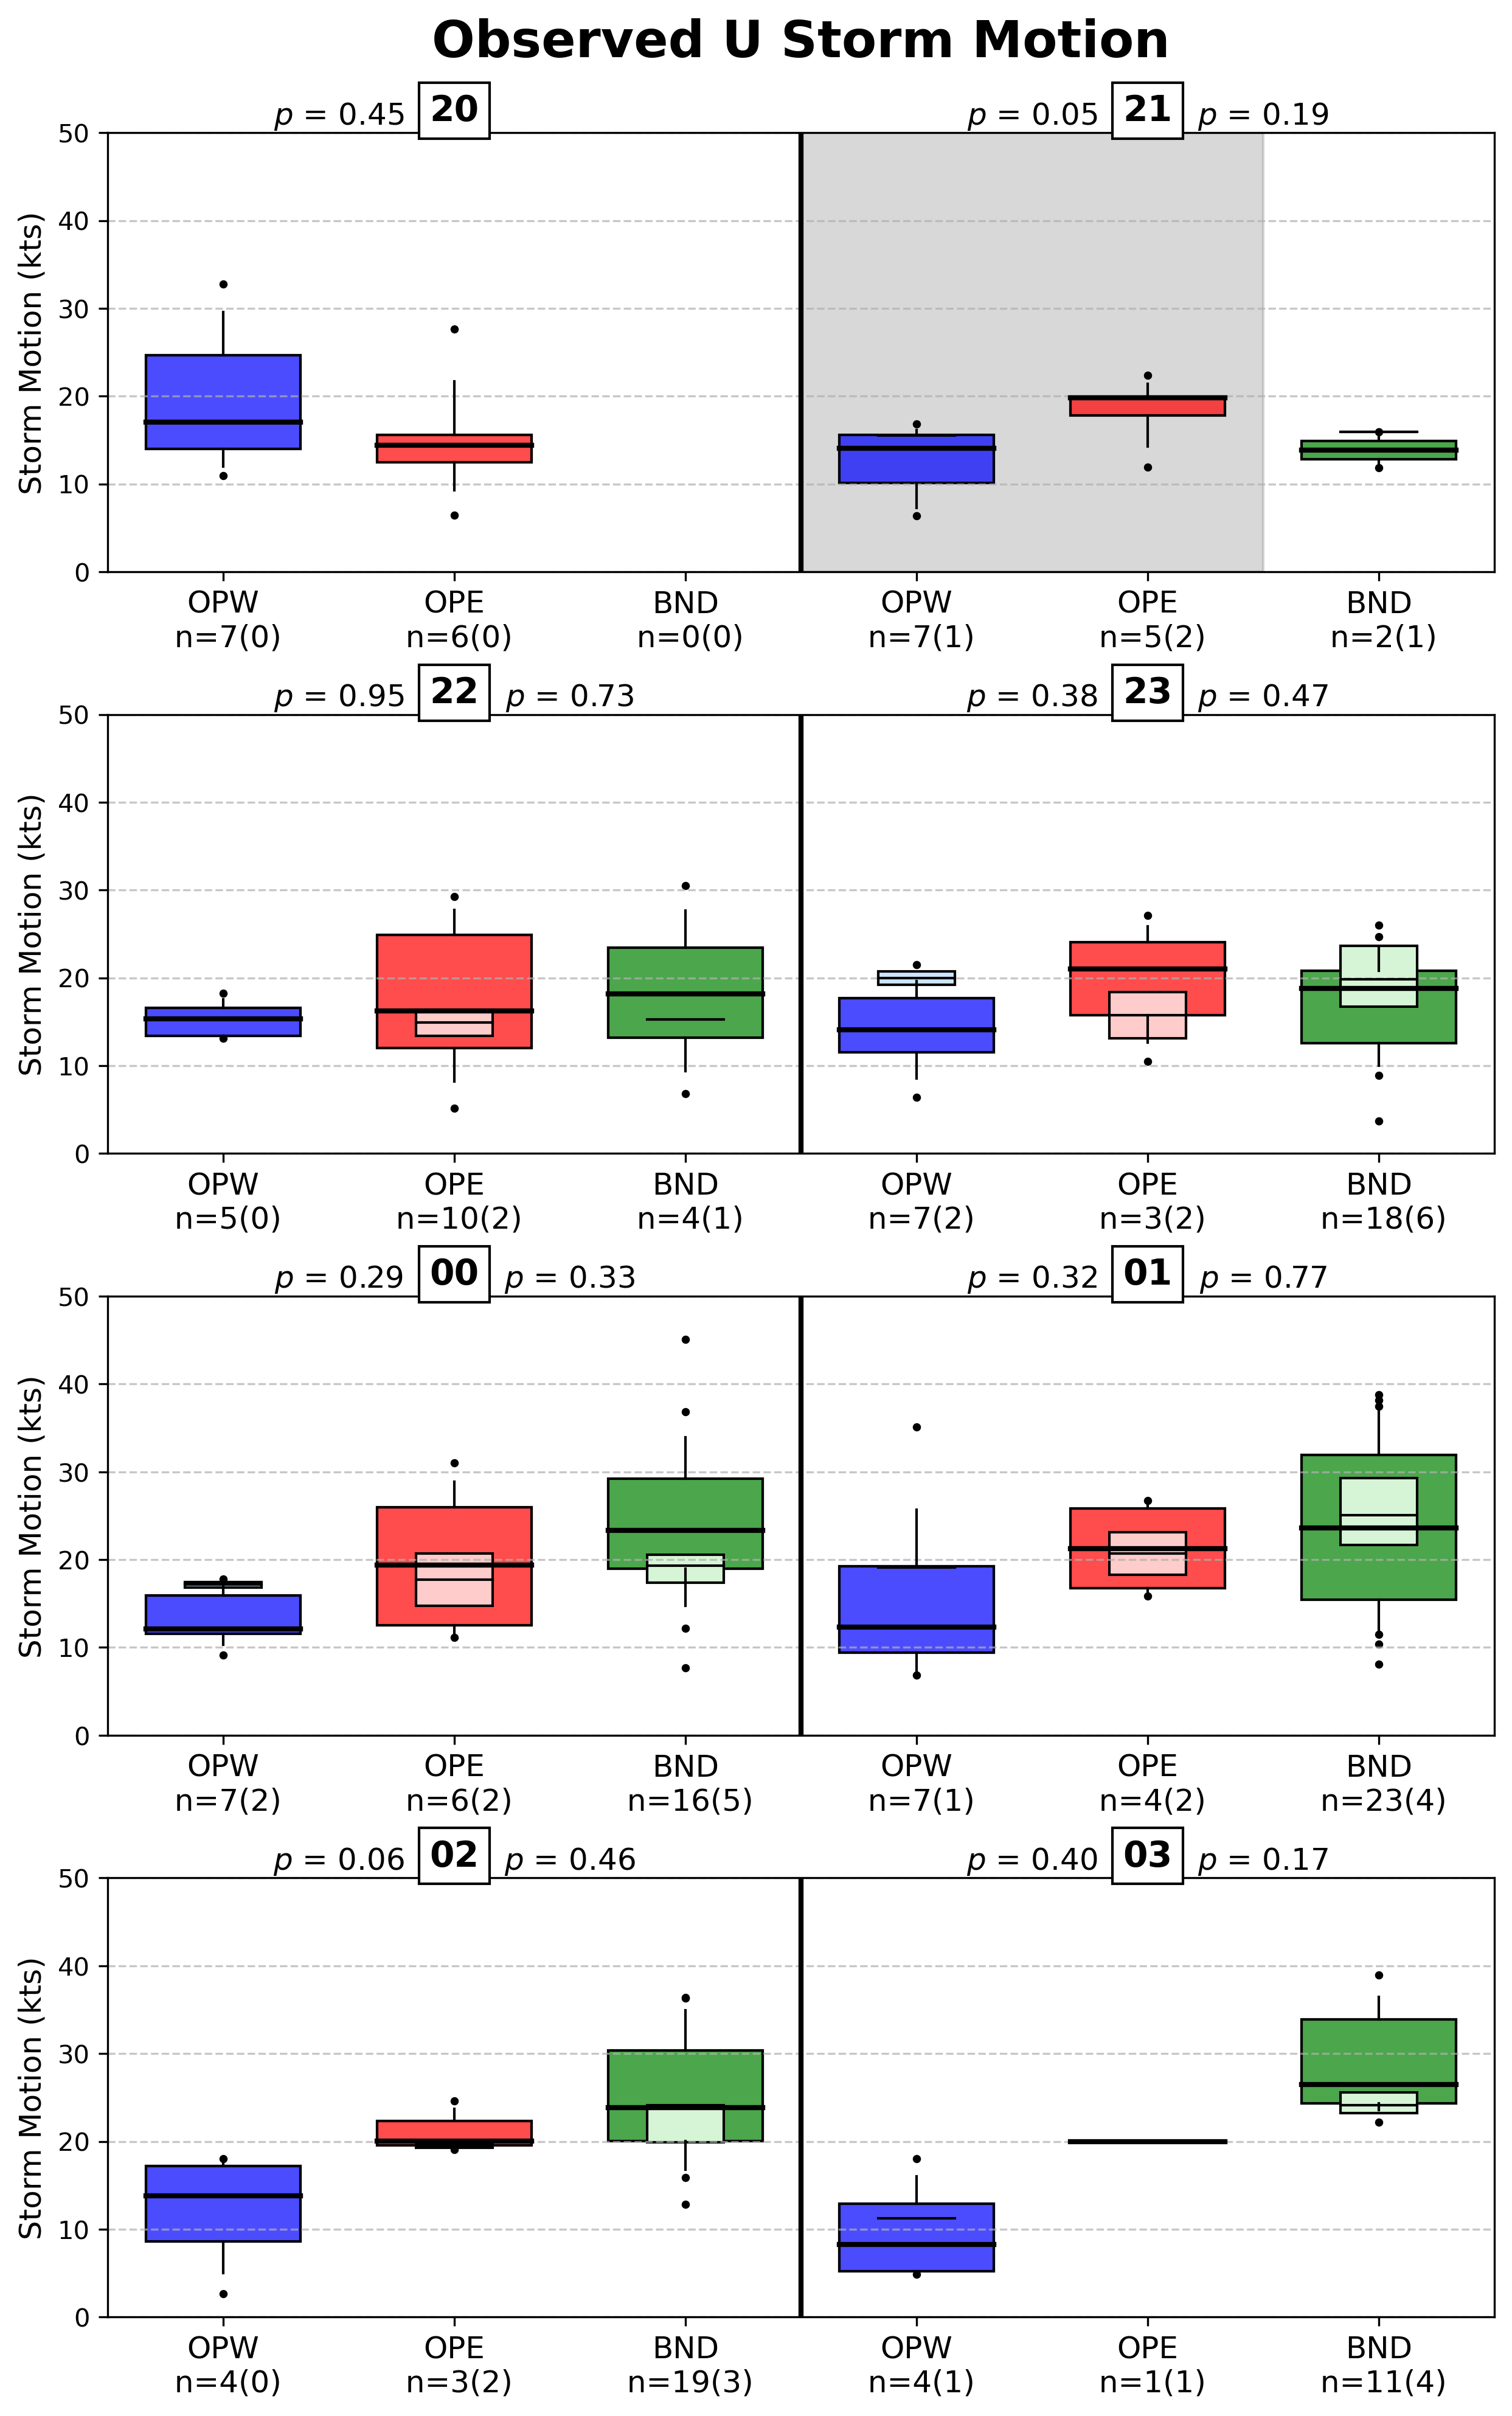 Observed U Storm Motion
p = 0.45 20
p = 0.05 21 p = 0.19
50
40
30
20
10
0
Storm Motion (kts)
OPW OPE BND OPW OPE BND
n=7(0) n=6(0) n=0(0) n=7(1) n=5(2) n=2(1)
p = 0.95 22 p = 0.73
p = 0.38 23 p = 0.47
50
40
30
20
10
0
Storm Motion (kts)
OPW OPE BND OPW OPE BND
n=5(0) n=10(2) n=4(1) n=7(2) n=3(2) n=18(6)
p = 0.29 00 p = 0.33
p = 0.32 01 p = 0.77
50
40
30
20
10
0
Storm Motion (kts)
OPW OPE BND OPW OPE BND
n=7(2) n=6(2) n=16(5) n=7(1) n=4(2) n=23(4)
p = 0.06 02 p = 0.46
p = 0.40 03 p = 0.17
50
40
30
20
10
0
Storm Motion (kts)
OPW OPE BND OPW OPE BND
n=4(0) n=3(2) n=19(3) n=4(1) n=1(1) n=11(4)